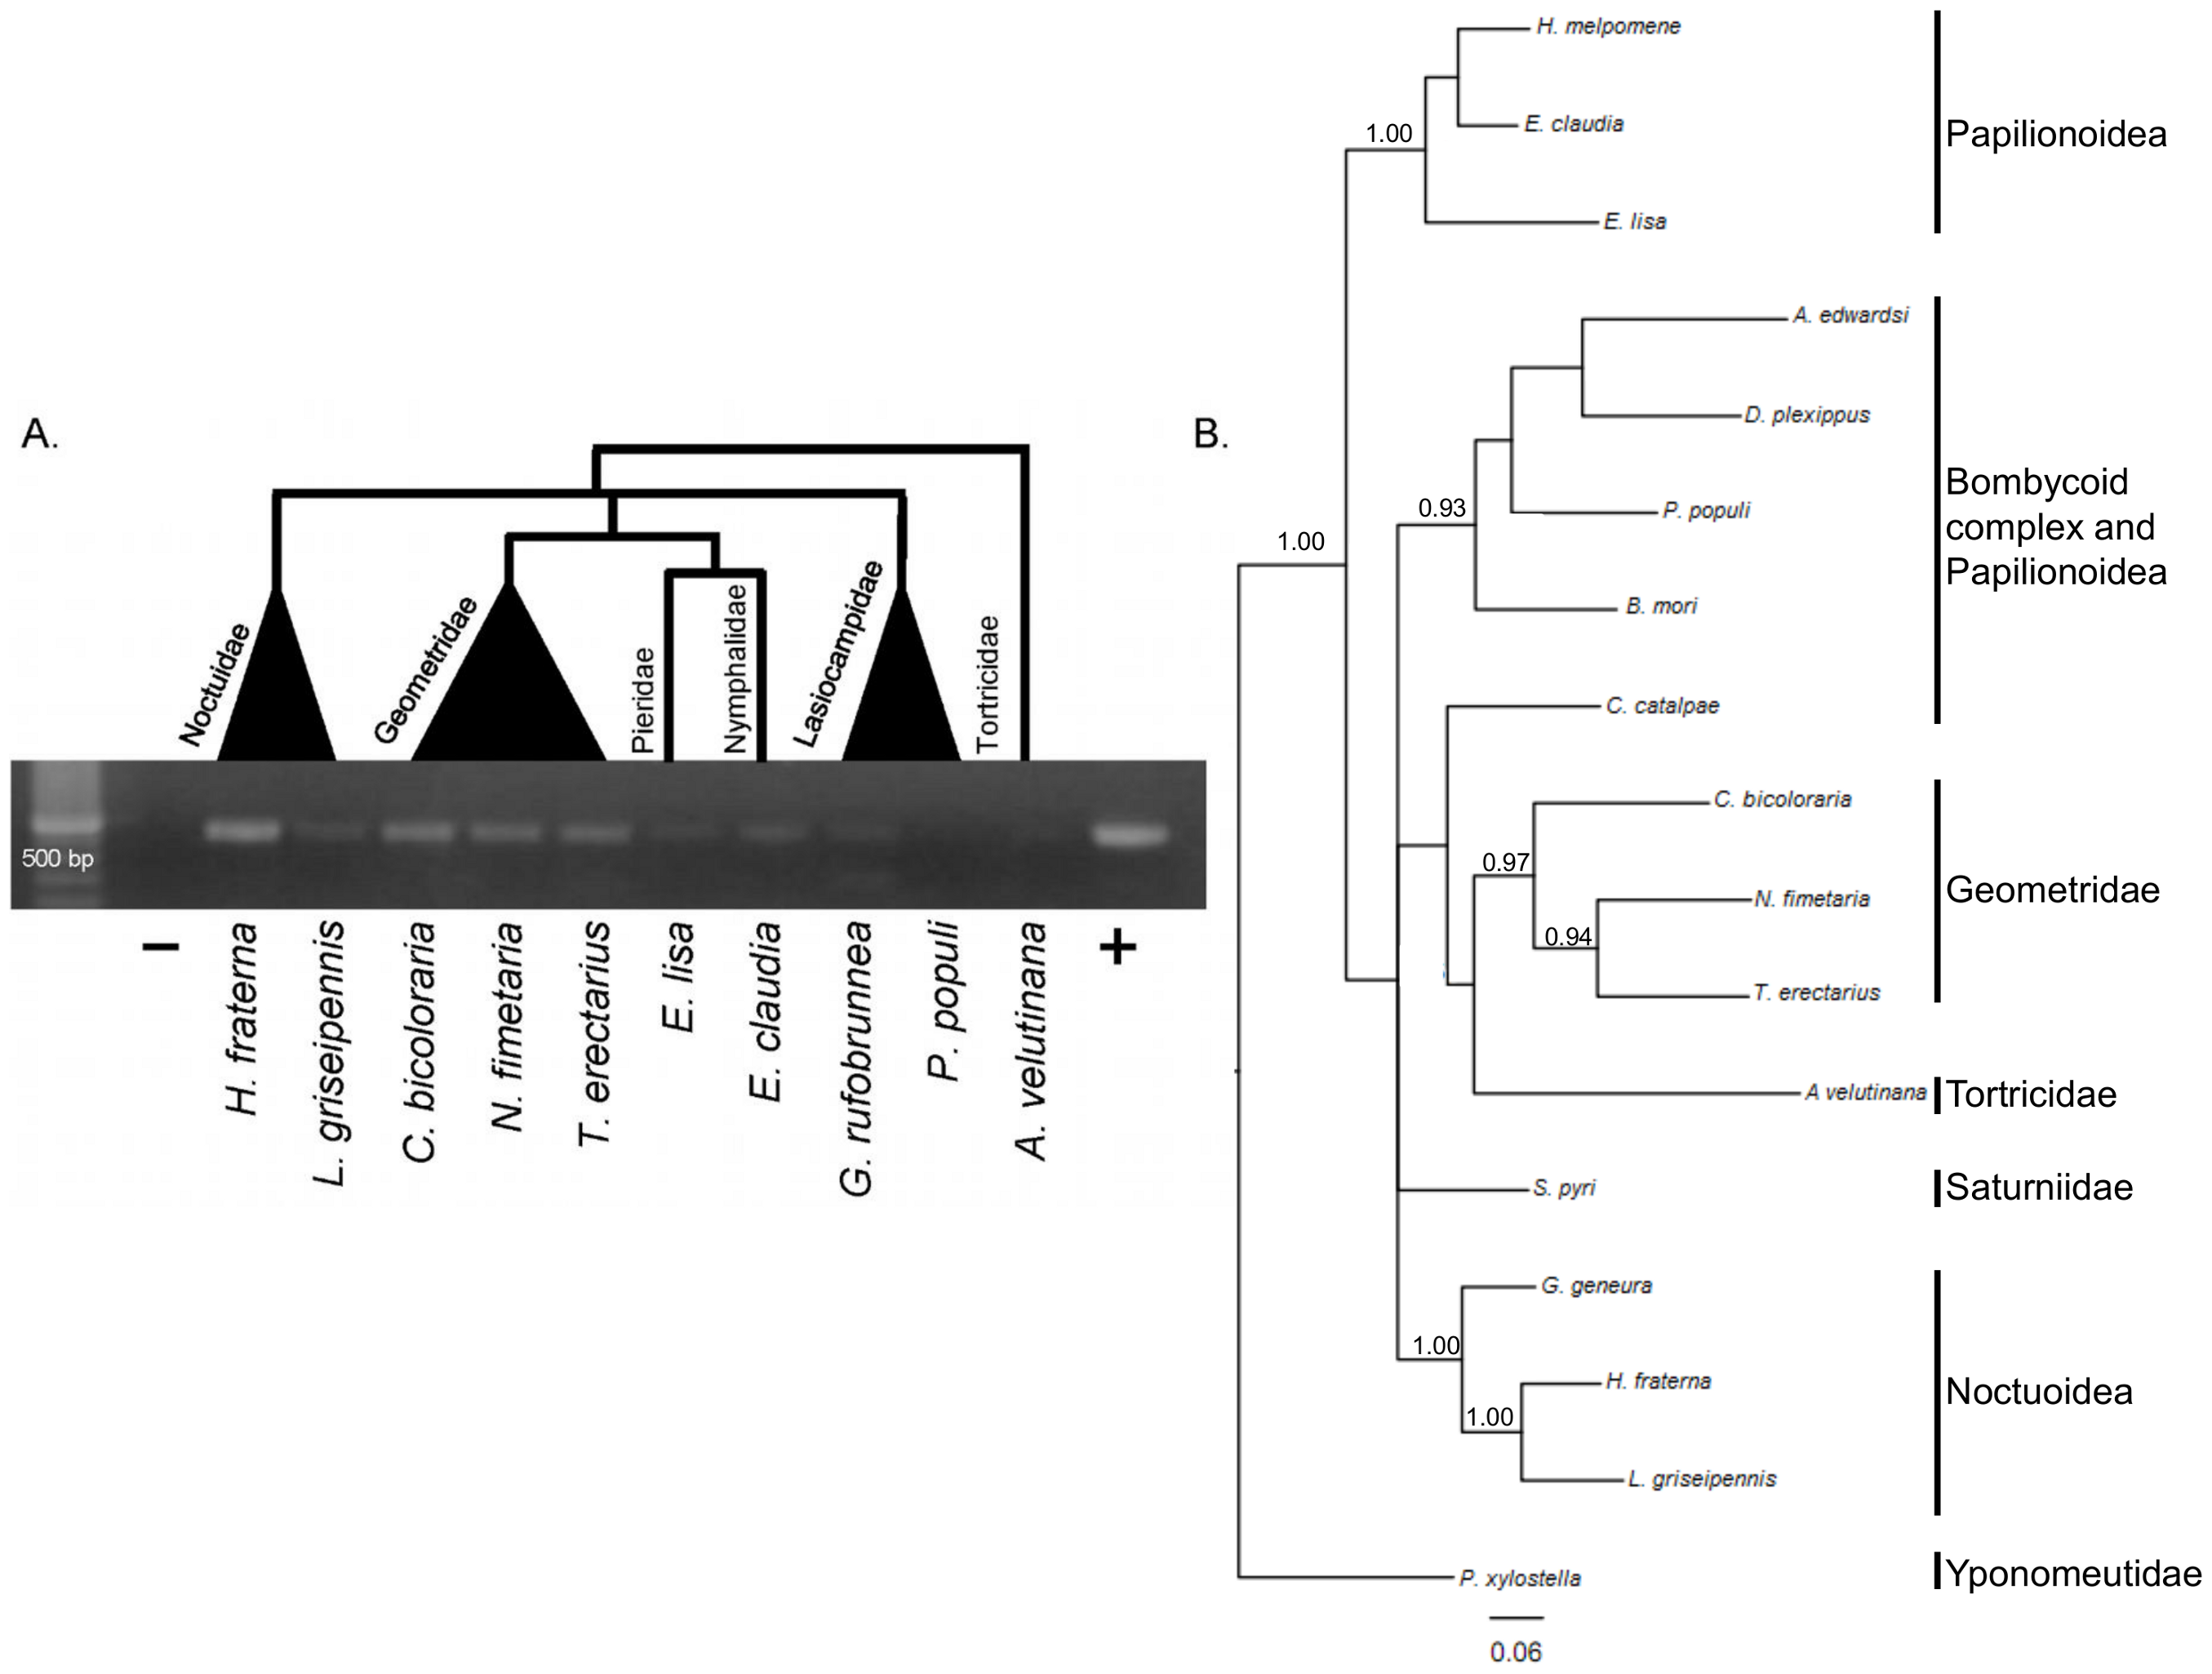 A.
Noctuidae
Geometridae
Pieridae
Nymphalidae
Lasiocampidae
Tortricidae
500 bp
–
H. fraterna
L. griseipennis
C. bicoloraria
N. fimetaria
T. erectarius
E. lisa
E. claudia
G. rufobrunnea
P. populi
A. velutinana
+
B.
H. melpomene
E. claudia
E. lisa
1.00
Papilionoidea
1.00
A. edwardsi
D. plexippus
P. populi
B. mori
C. catalpae
0.93
Bombycoid
complex and
Papilionoidea
C. bicoloraria
N. fimetaria
T. erectarius
0.97
0.94
Geometridae
A velutinana
Tortricidae
S. pyri
Saturniidae
G. geneura
H. fraterna
L. griseipennis
1.00
1.00
Noctuoidea
P. xylostella
Yponomeutidae
0.06